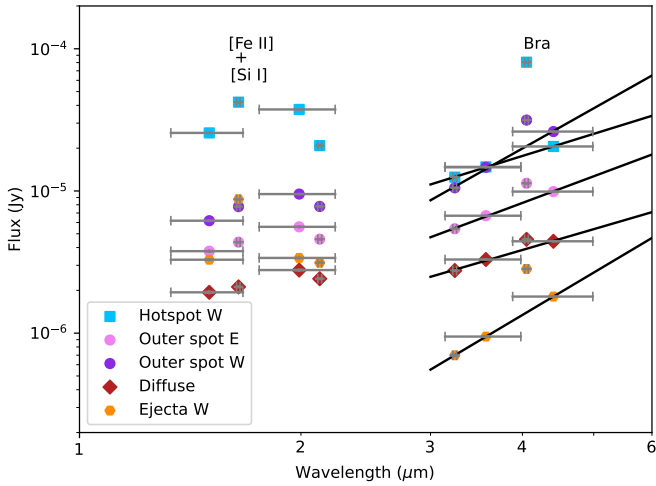 10⁻⁴
10⁻⁵
10⁻⁶
Flux (Jy)
[Fe II]
+
[Si I]
Bra
Hotspot W
Outer spot E
Outer spot W
Diffuse
Ejecta W
1
2
3
4
6
Wavelength (μm)